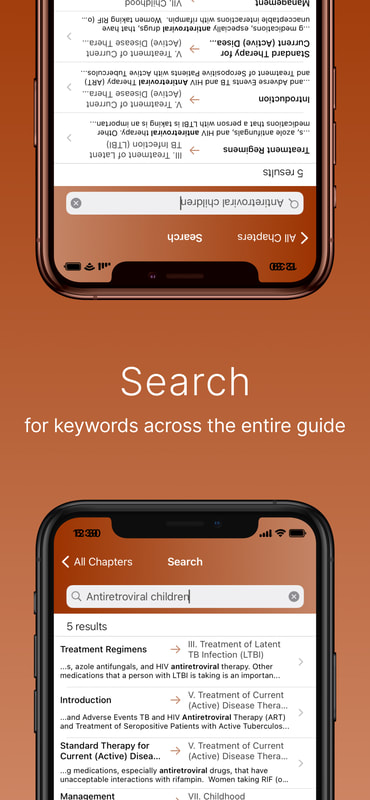 All Chapters
Search
Antiretroviral children
5 results
Treatment Regimens
III. Treatment of Latent
TB Infection (LTBI)
...s, azole antifungals, and HIV antiretroviral therapy. Other
medications that a person with LTBI is taking is an importan...
Introduction
V. Treatment of Current
(Active) Disease Thera...
...and Adverse Events TB and HIV Antiretroviral Therapy (ART)
and Treatment of Seropositive Patients with Active Tuberculos...
Standard Therapy for
Current (Active) Disea...
V. Treatment of Current
(Active) Disease Thera...
...g medications, especially antiretroviral drugs, that have
unacceptable interactions with rifampin. Women taking RIF (o...
Management
VII. Childhood
Search
for keywords across the entire guide
All Chapters
Search
Antiretroviral children
5 results
Treatment Regimens
III. Treatment of Latent
TB Infection (LTBI)
...s, azole antifungals, and HIV antiretroviral therapy. Other
medications that a person with LTBI is taking is an importan...
Introduction
V. Treatment of Current
(Active) Disease Thera...
...and Adverse Events TB and HIV Antiretroviral Therapy (ART)
and Treatment of Seropositive Patients with Active Tuberculos...
Standard Therapy for
Current (Active) Disea...
V. Treatment of Current
(Active) Disease Thera...
...g medications, especially antiretroviral drugs, that have
unacceptable interactions with rifampin. Women taking RIF (o...
Management
VII. Childhood